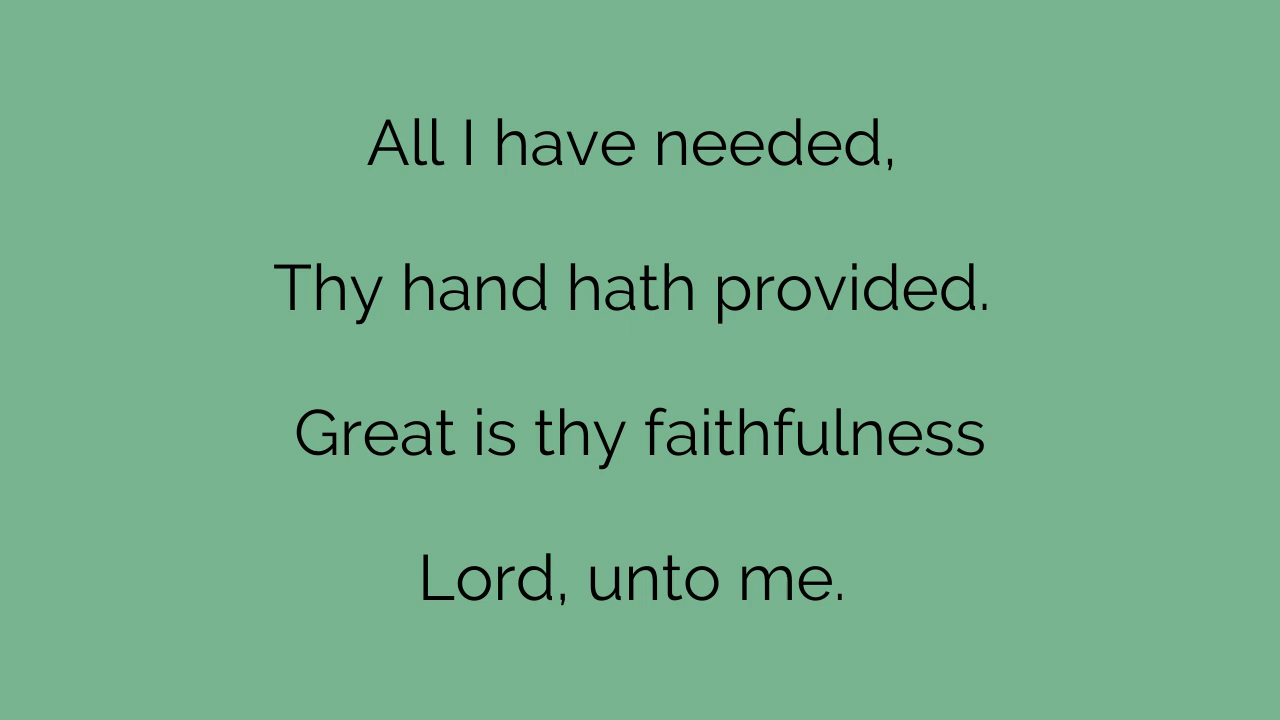 All I have needed,
Thy hand hath provided.
Great is thy faithfulness
Lord, unto me.